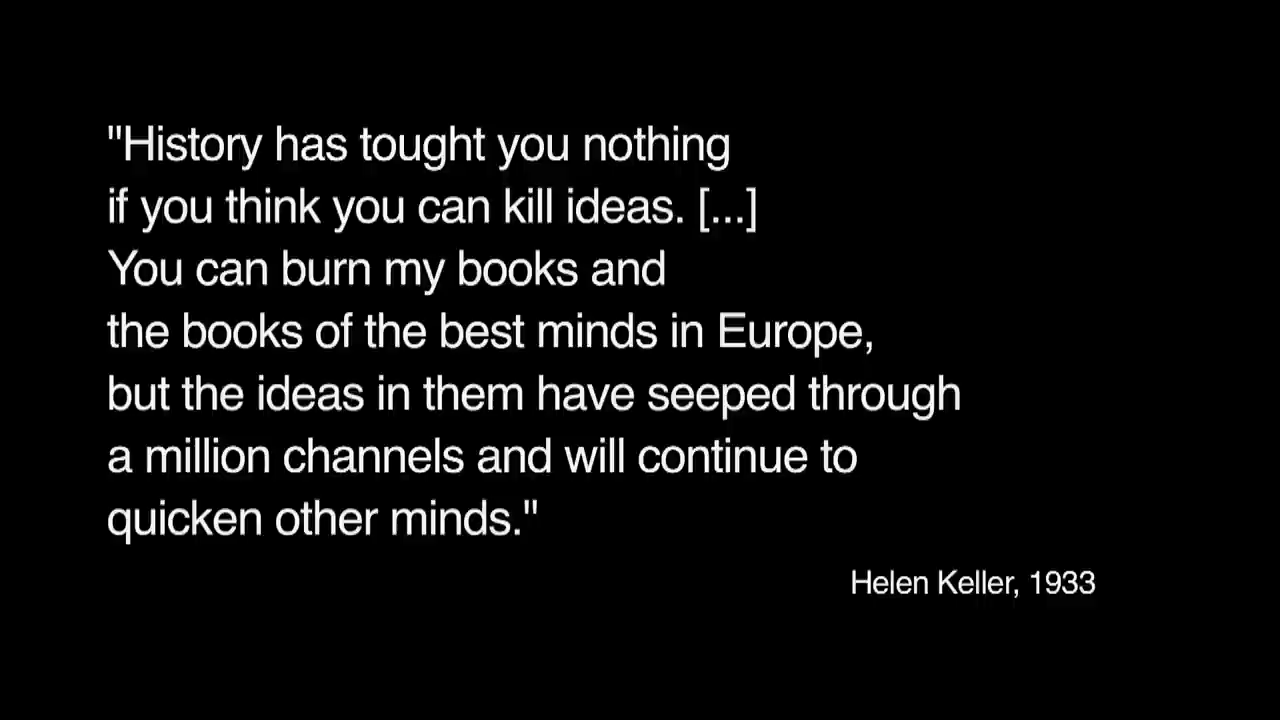 "History has tought you nothing
if you think you can kill ideas. [...]
You can burn my books and
the books of the best minds in Europe,
but the ideas in them have seeped through
a million channels and will continue to
quicken other minds."
Helen Keller, 1933